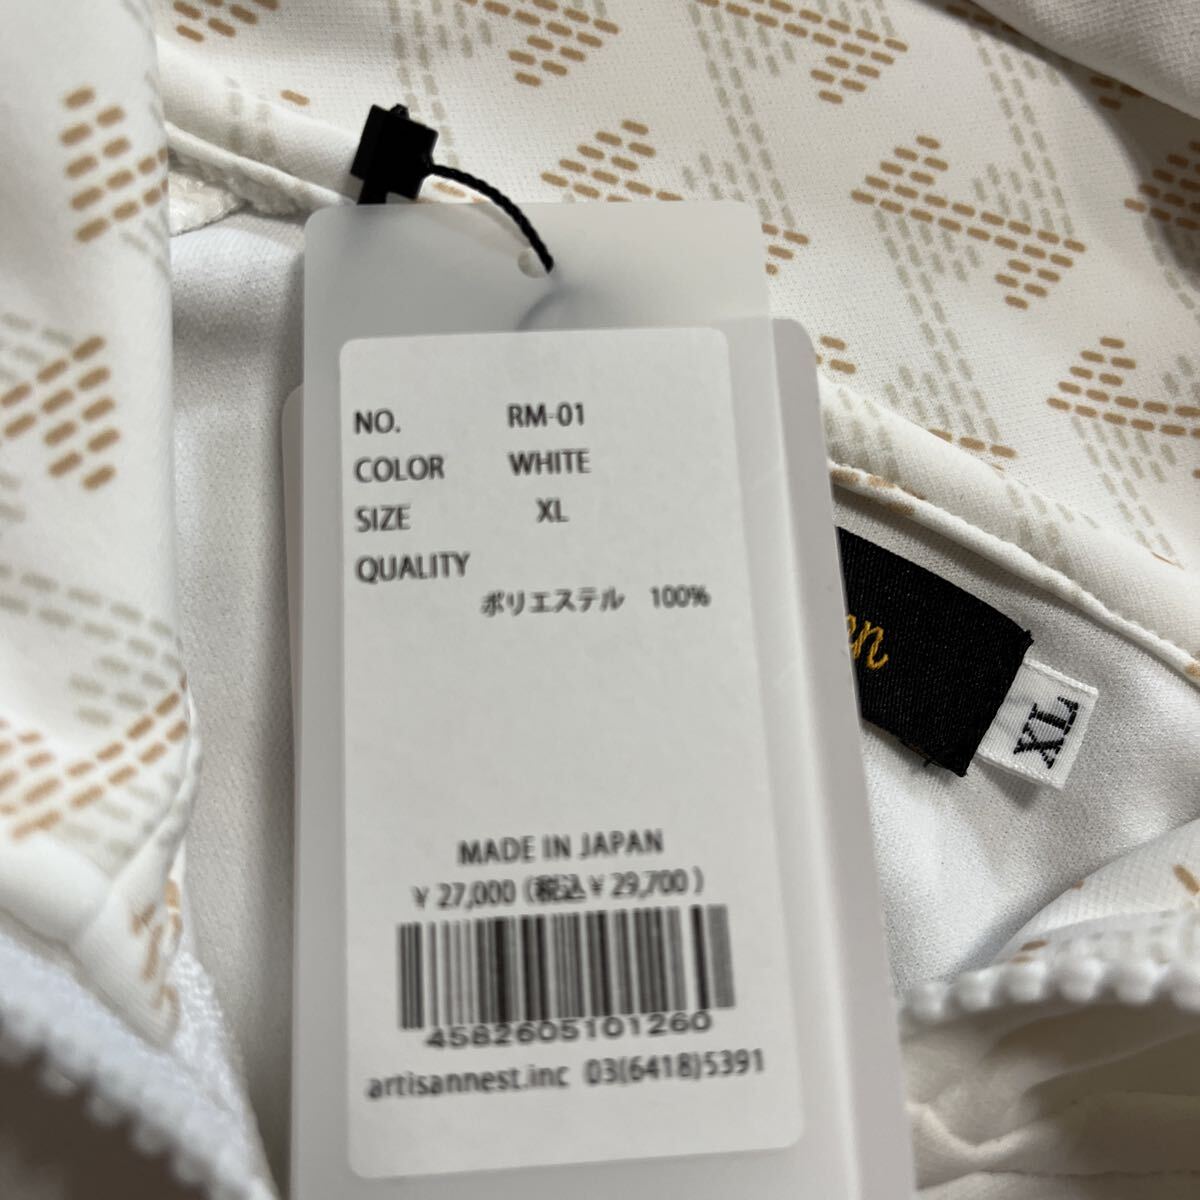 NO. RM-01
COLOR WHITE
SIZE XL
QUALITY
ポリエステル 100%
MADE IN JAPAN
¥ 27,000 (税込 ¥ 29,700 )
4582605101260
artisannest.inc 03(6418)5391
XL